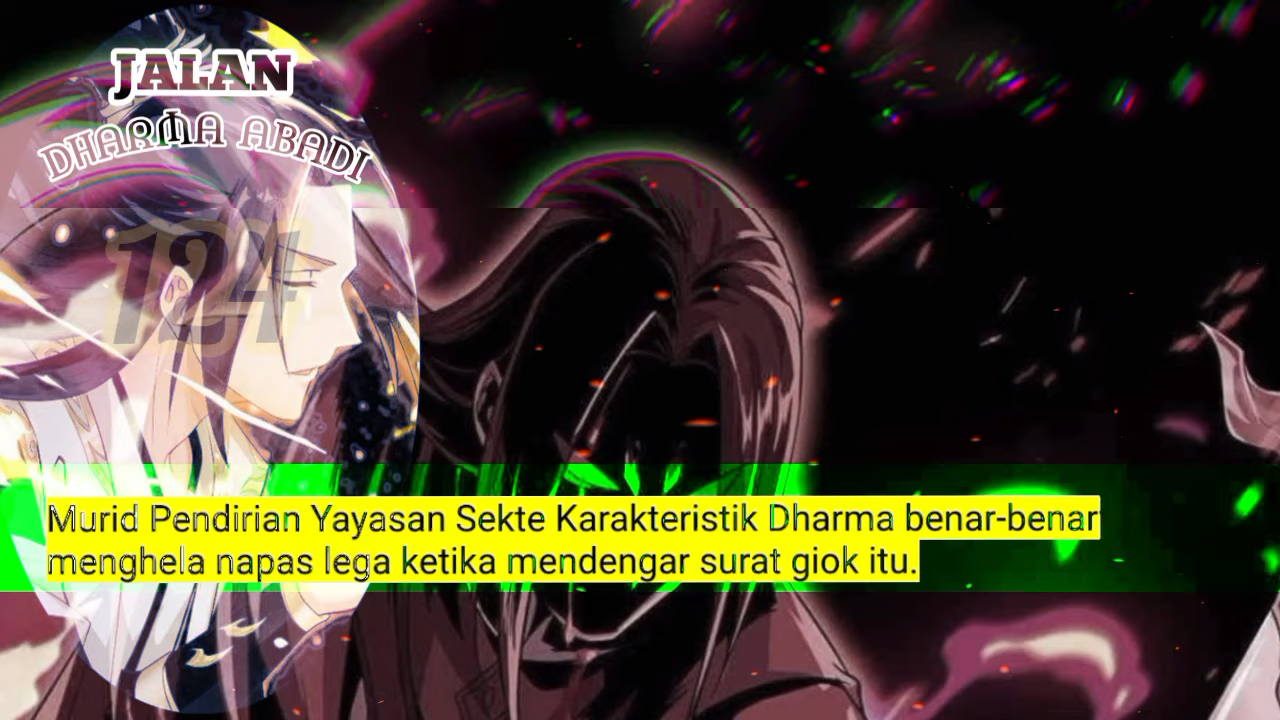 JALAN
DHARMA ABADI
124
Murid Pendirian Yayasan Sekte Karakteristik Dharma benar-benar
menghela napas lega ketika mendengar surat giok itu.